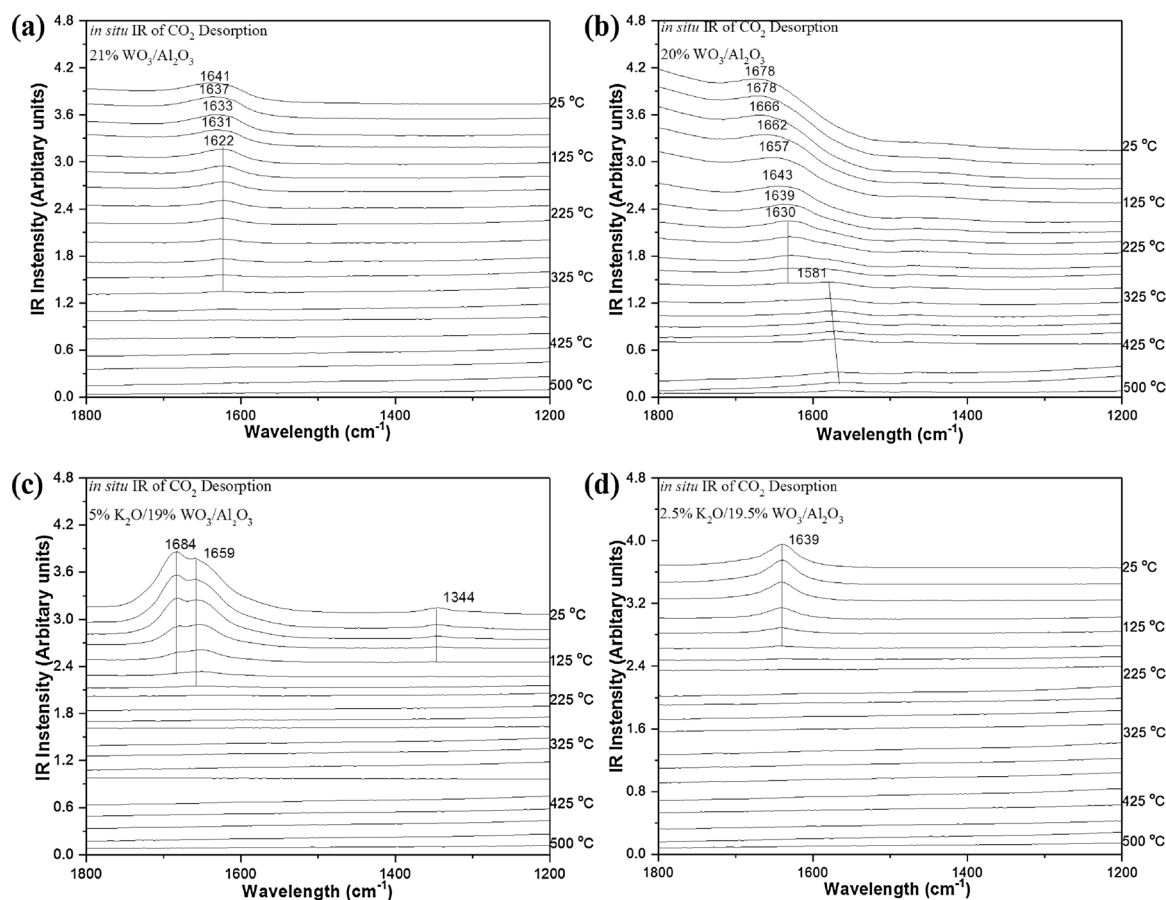 (a)
in situ IR of CO₂ Desorption
21% WO₃/Al₂O₃
1641
1637
1633
1631
1622
25 °C
125 °C
225 °C
325 °C
425°C
500 °C
4.8
4.2
3.6
3.0
2.4
1.8
1.2
0.6
0.0
IR Instensity (Arbitary units)
1800
1600
1400
1200
Wavelength (cm⁻¹)
(b)
in situ IR of CO₂ Desorption
20% WO₃/Al₂O₃
1678
1678
1666
1662
1657
1643
1639
1630
1581
25 °C
125 °C
225 °C
325 °C
425°C
500 °C
4.8
4.2
3.6
3.0
2.4
1.8
1.2
0.6
0.0
IR Instensity (Arbitary units)
1800
1600
1400
1200
Wavelength (cm⁻¹)
(c)
in situ IR of CO₂ Desorption
5% K₂O/19% WO₃/Al₂O₃
1684
1659
1344
25 °C
125 °C
225 °C
325 °C
425 °C
500 °C
4.8
4.2
3.6
3.0
2.4
1.8
1.2
0.6
0.0
IR Instensity (Arbitary units)
1800
1600
1400
1200
Wavelength (cm⁻¹)
(d)
in situ IR of CO₂ Desorption
2.5% K₂O/19.5% WO₃/Al₂O₃
1639
25 °C
125 °C
225 °C
325 °C
425 °C
500 °C
4.8
4.0
3.2
2.4
1.6
0.8
0.0
IR Instensity (Arbitary units)
1800
1600
1400
1200
Wavelength (cm⁻¹)